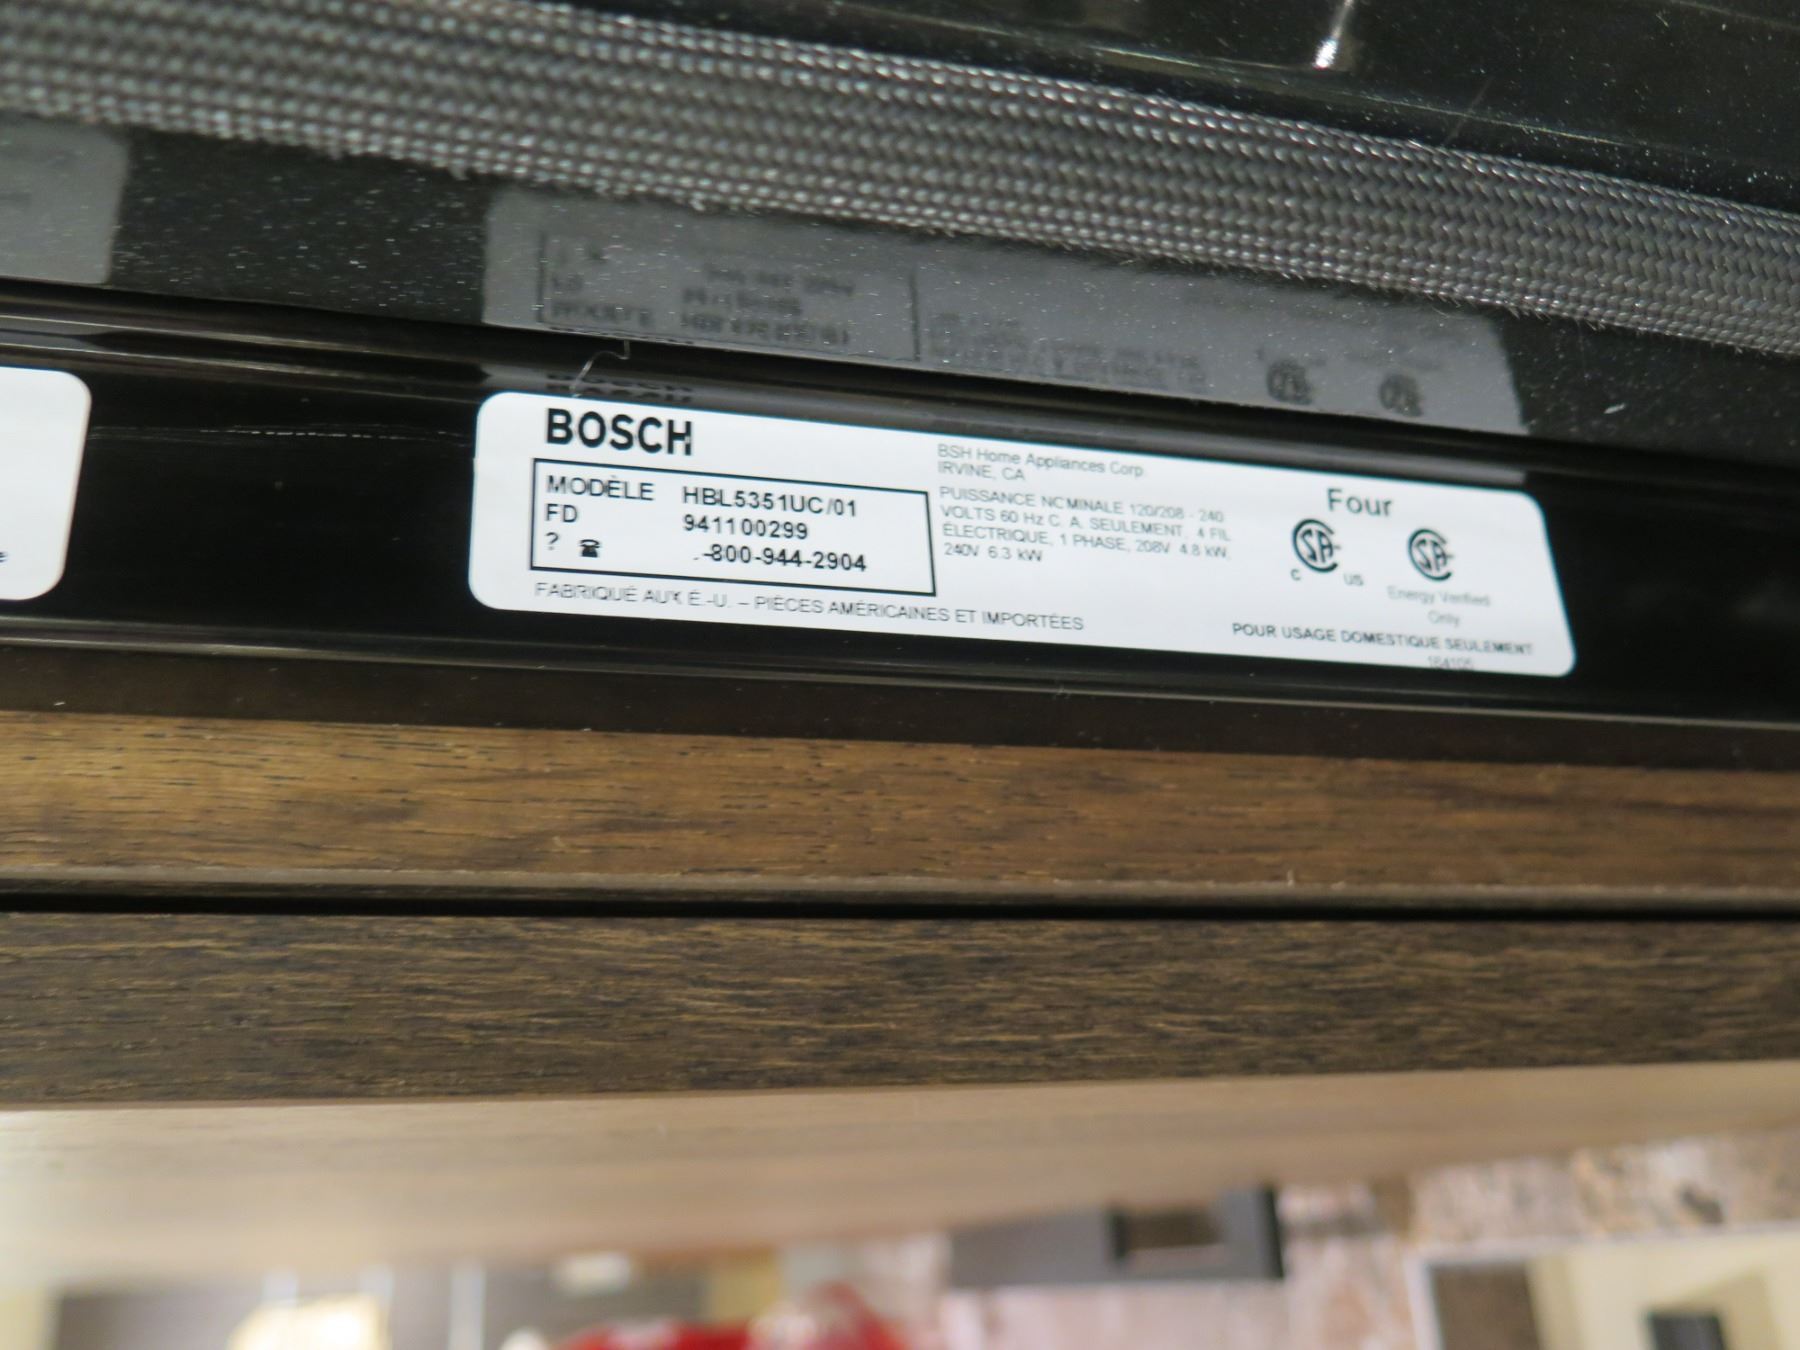 BOSCH
MODÈLE HBL5351UC/01
FD 941100299
? ☎ -800-944-2904
FABRIQUÉ AUX É.-U. – PIÈCES AMÉRICAINES ET IMPORTÉES
BSH Home Appliances Corp.
IRVINE, CA
PUISSANCE NOMINALE 120/208 - 240
VOLTS 60 Hz C. A. SEULEMENT, 4 FIL
ÉLECTRIQUE, 1 PHASE, 208V 4.8 kW,
240V 6.3 kW
Four
C US
Energy Verified
Only
POUR USAGE DOMESTIQUE SEULEMENT
184105